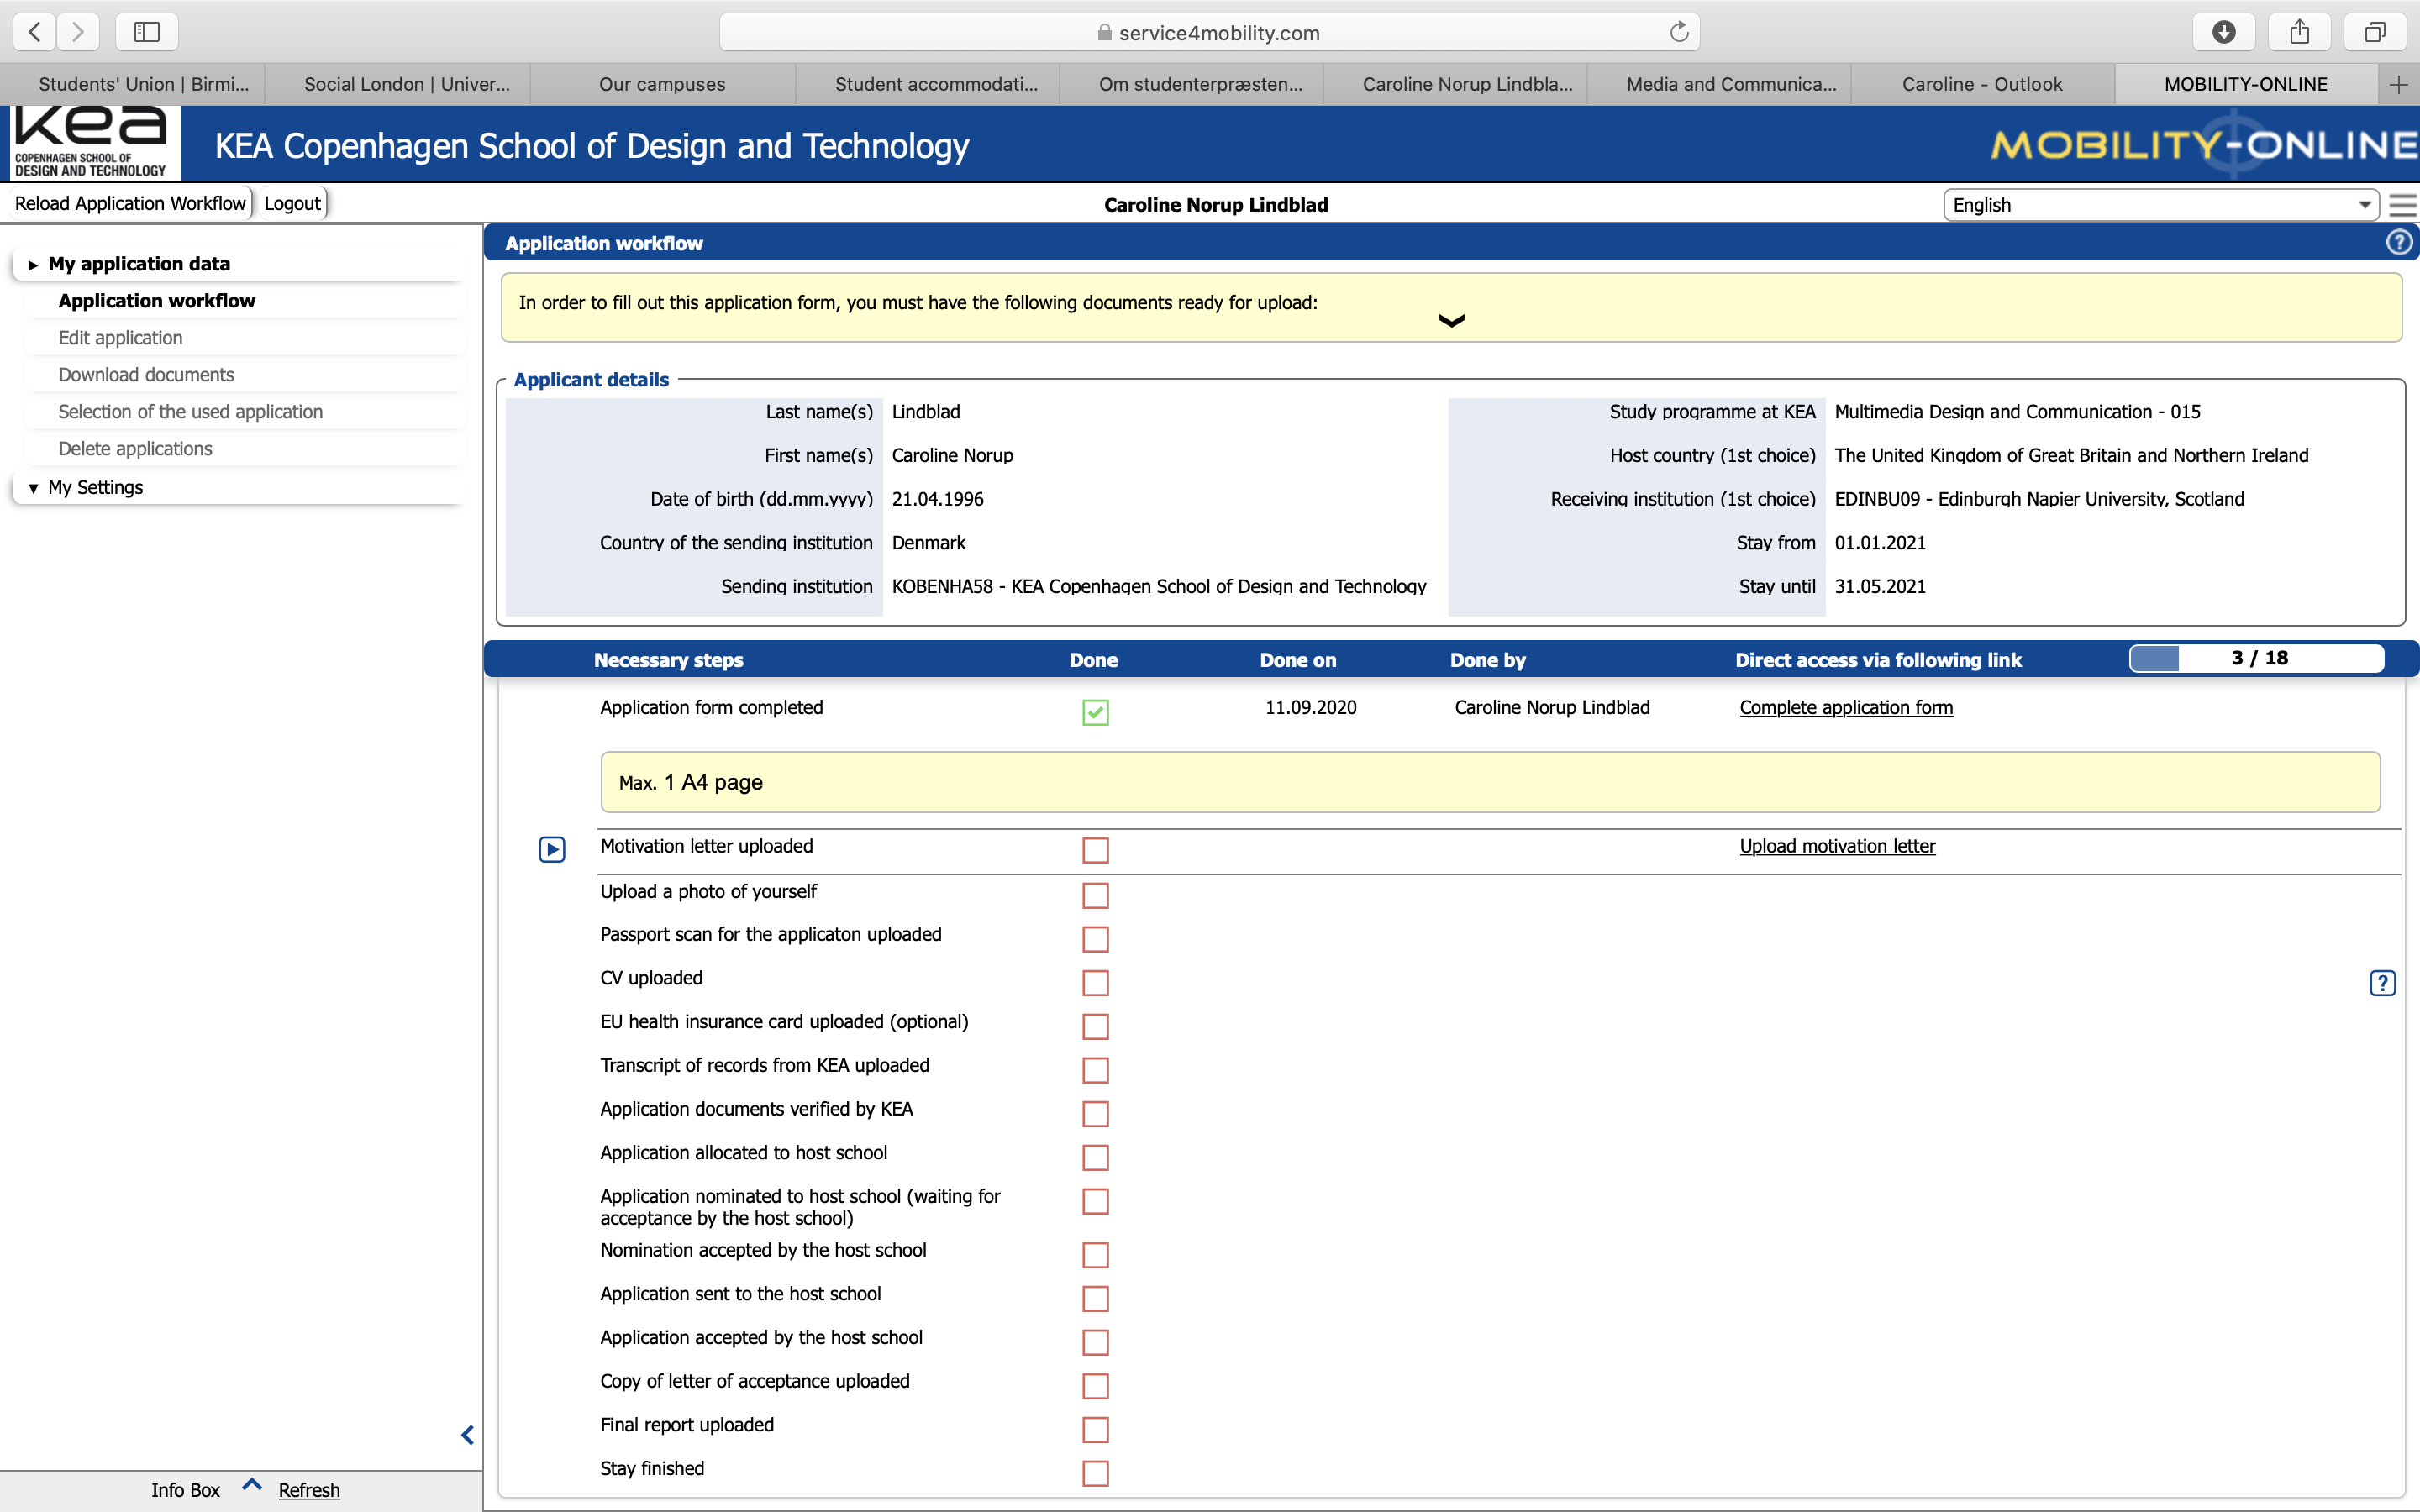 service4mobility.com
Students' Union | Birmi...
Social London | Univer...
Our campuses
Student accommodati...
Om studenterpræsten...
Caroline Norup Lindbla...
Media and Communica...
Caroline - Outlook
MOBILITY-ONLINE
kea
COPENHAGEN SCHOOL OF
DESIGN AND TECHNOLOGY
KEA Copenhagen School of Design and Technology
MOBILITY-ONLINE
Reload Application Workflow
Logout
Caroline Norup Lindblad
English
My application data
Application workflow
Edit application
Download documents
Selection of the used application
Delete applications
My Settings
Application workflow
In order to fill out this application form, you must have the following documents ready for upload:
Applicant details
Last name(s) Lindblad
First name(s) Caroline Norup
Date of birth (dd.mm.yyyy) 21.04.1996
Country of the sending institution Denmark
Sending institution KOBENHA58 - KEA Copenhagen School of Design and Technology
Study programme at KEA Multimedia Design and Communication - 015
Host country (1st choice) The United Kingdom of Great Britain and Northern Ireland
Receiving institution (1st choice) EDINBU09 - Edinburgh Napier University, Scotland
Stay from 01.01.2021
Stay until 31.05.2021
Necessary steps Done Done on Done by Direct access via following link 3 / 18
Application form completed 11.09.2020 Caroline Norup Lindblad Complete application form
Max. 1 A4 page
Motivation letter uploaded Upload motivation letter
Upload a photo of yourself
Passport scan for the applicaton uploaded
CV uploaded
EU health insurance card uploaded (optional)
Transcript of records from KEA uploaded
Application documents verified by KEA
Application allocated to host school
Application nominated to host school (waiting for
acceptance by the host school)
Nomination accepted by the host school
Application sent to the host school
Application accepted by the host school
Copy of letter of acceptance uploaded
Final report uploaded
Stay finished
Info Box Refresh